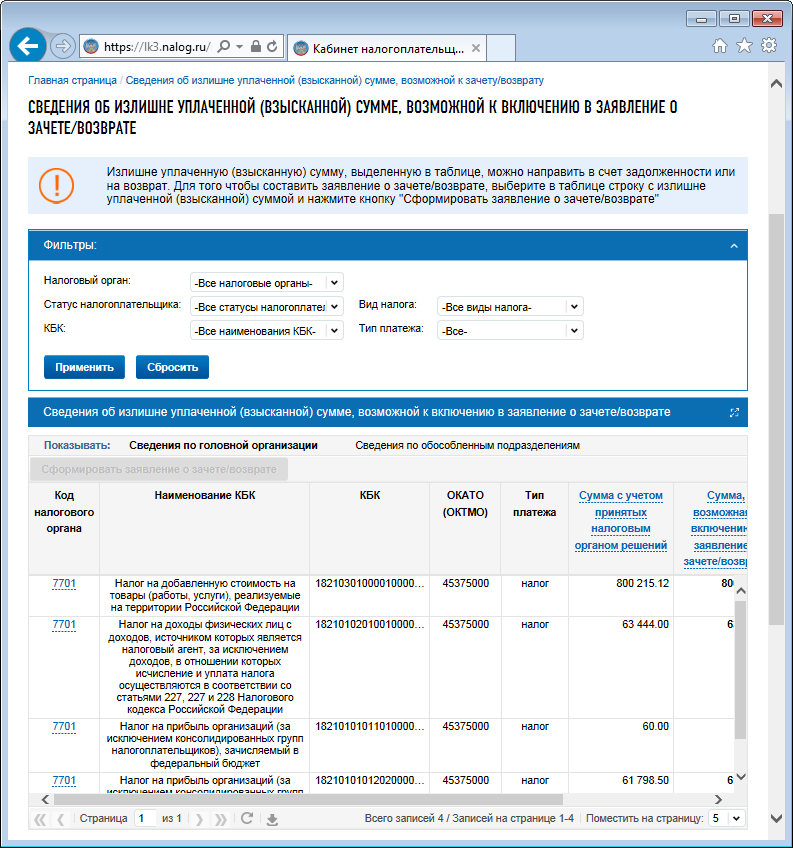 https://lk3.nalog.ru/
Кабинет налогоплательщ...
Главная страница / Сведения об излишне уплаченной (взысканной) сумме, возможной к зачету/возврату
СВЕДЕНИЯ ОБ ИЗЛИШНЕ УПЛАЧЕННОЙ (ВЗЫСКАННОЙ) СУММЕ, ВОЗМОЖНОЙ К ВКЛЮЧЕНИЮ В ЗАЯВЛЕНИЕ О
ЗАЧЕТЕ/ВОЗВРАТЕ
Излишне уплаченную (взысканную) сумму, выделенную в таблице, можно направить в счет задолженности или
на возврат. Для того чтобы составить заявление о зачете/возврате, выберите в таблице строку с излишне
уплаченной (взысканной) суммой и нажмите кнопку "Сформировать заявление о зачете/возврате"
Фильтры:
Налоговый орган: -Все налоговые органы-
Статус налогоплательщика: -Все статусы налогоплател Вид налога: -Все виды налога-
КБК: -Все наименования КБК- Тип платежа: -Все-
Применить Сбросить
Сведения об излишне уплаченной (взысканной) сумме, возможной к включению в заявление о зачете/возврате
Показывать: Сведения по головной организации Сведения по обособленным подразделениям
Сформировать заявление о зачете/возврате
Код Наименование КБК КБК ОКАТО Тип Сумма с учетом Сумма,
налогового (ОКТМО) платежа принятых возможная
органа налоговым включению
органом решений заявление
зачете/возвр
7701 Налог на добавленную стоимость на 18210301000010000... 45375000 налог 800 215.12 80
товары (работы, услуги), реализуемые
на территории Российской Федерации
7701 Налог на доходы физических лиц с 18210102010010000... 45375000 налог 63 444.00 6
доходов, источником которых является
налоговый агент, за исключением
доходов, в отношении которых
исчисление и уплата налога
осуществляются в соответствии со
статьями 227, 227 и 228 Налогового
кодекса Российской Федерации
7701 Налог на прибыль организаций (за 18210101011010000... 45375000 налог 60.00
исключением консолидированных групп
налогоплательщиков), зачисляемый в
федеральный бюджет
7701 Налог на прибыль организаций (за 18210101012020000... 45375000 налог 61 798.50 6
исключением консолидированных групп
Страница 1 из 1 Всего записей 4 / Записей на странице 1-4 Поместить на страницу: 5